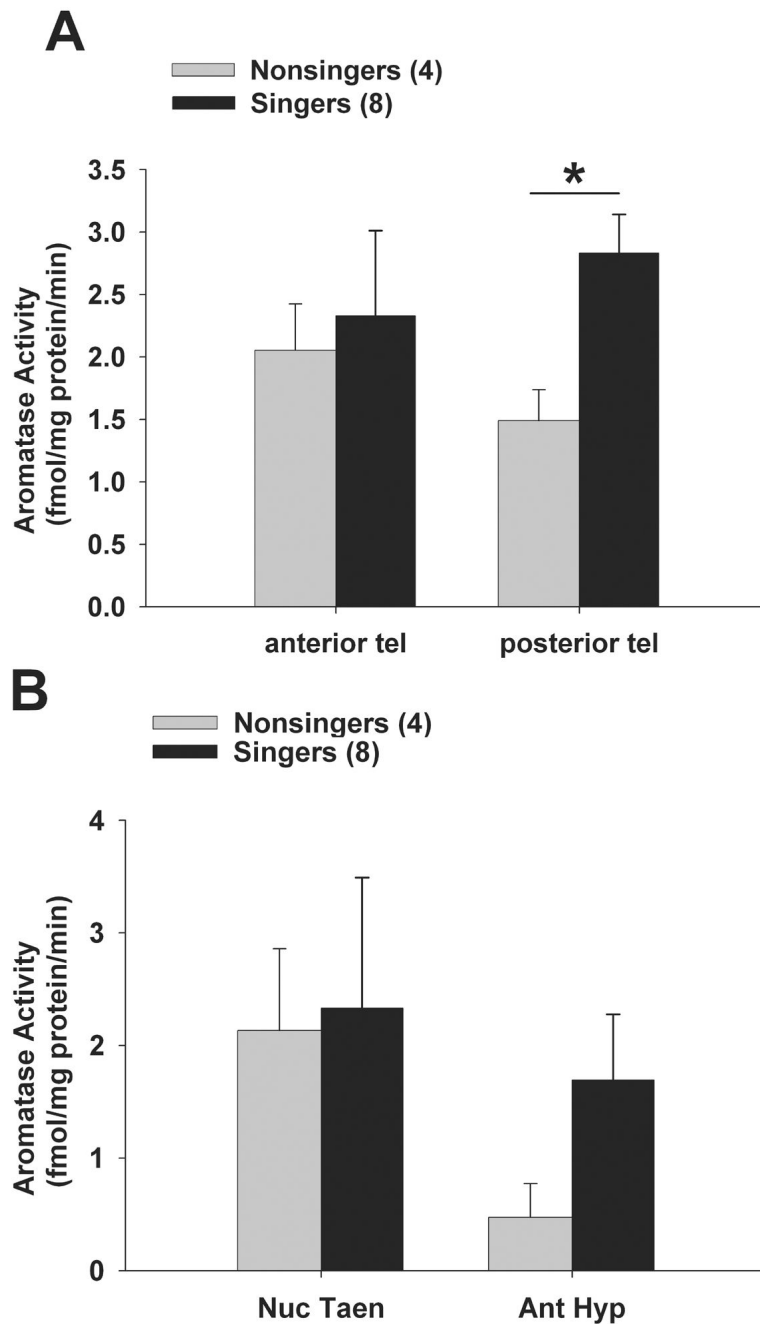 A
Nonsingers (4)
Singers (8)
Aromatase Activity
(fmol/mg protein/min)
3.5
3.0
2.5
2.0
1.5
1.0
0.5
0.0
*
anterior tel
posterior tel
B
Nonsingers (4)
Singers (8)
Aromatase Activity
(fmol/mg protein/min)
4
3
2
1
0
Nuc Taen
Ant Hyp